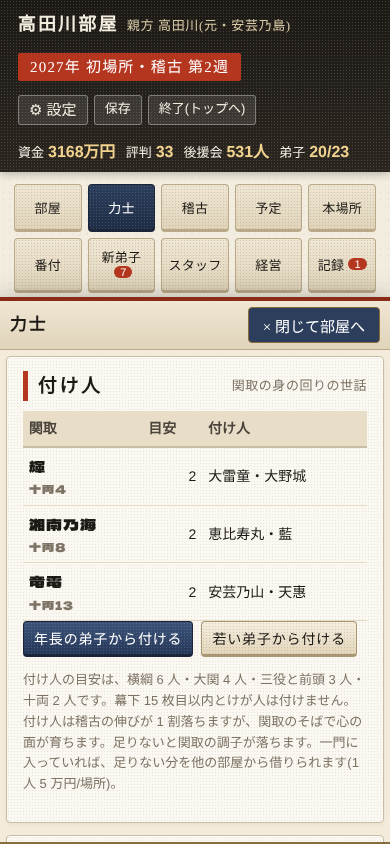 高田川部屋 親方 高田川(元・安芸乃島)
2027年 初場所・稽古 第2週
⚙ 設定 保存 終了(トップへ)
資金 3168万円 評判 33 後援会 531人 弟子 20/23
部屋 力士 稽古 予定 本場所
番付 新弟子 7 スタッフ 経営 記録 1
力士 × 閉じて部屋へ
付け人 関取の身の回りの世話
関取 目安 付け人
輝 2 大雷童・大野城
十両4
湘南乃海 2 恵比寿丸・藍
十両8
竜電 2 安芸乃山・天惠
十両13
年長の弟子から付ける 若い弟子から付ける
付け人の目安は、横綱 6 人・大関 4 人・三役と前頭 3 人・
十両 2 人です。幕下 15 枚目以内とけが人は付けません。
付け人は稽古の伸びが 1 割落ちますが、関取のそばで心の
面が育ちます。足りないと関取の調子が落ちます。一門に
入っていれば、足りない分を他の部屋から借りられます(1
人 5 万円/場所)。